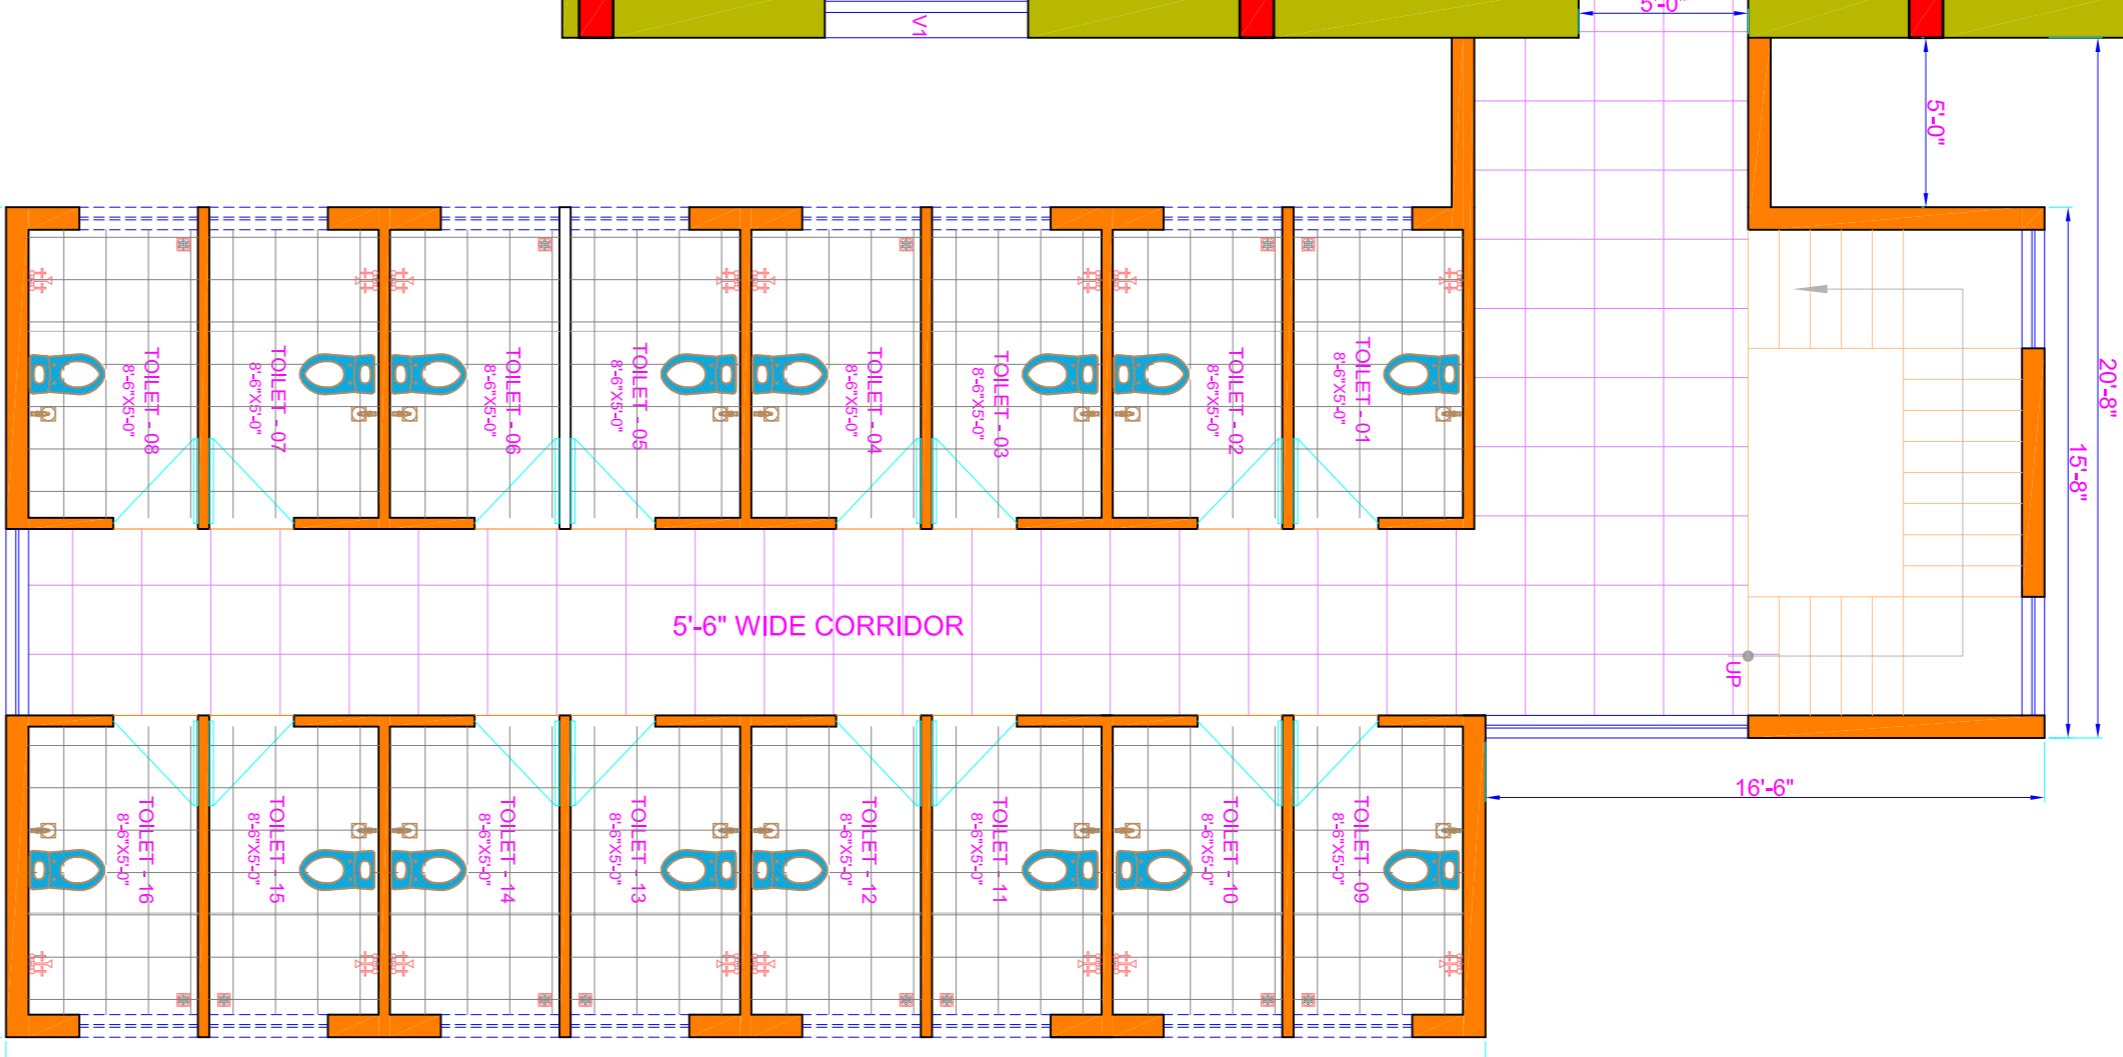 V1
5'-0"
5'-0"
20'-8"
15'-8"
TOILET - 08
8'-6"X5'-0"
TOILET - 07
8'-6"X5'-0"
TOILET - 06
8'-6"X5'-0"
TOILET - 05
8'-6"X5'-0"
TOILET - 04
8'-6"X5'-0"
TOILET - 03
8'-6"X5'-0"
TOILET - 02
8'-6"X5'-0"
TOILET - 01
8'-6"X5'-0"
5'-6" WIDE CORRIDOR
UP
16'-6"
TOILET - 16
8'-6"X5'-0"
TOILET - 15
8'-6"X5'-0"
TOILET - 14
8'-6"X5'-0"
TOILET - 13
8'-6"X5'-0"
TOILET - 12
8'-6"X5'-0"
TOILET - 11
8'-6"X5'-0"
TOILET - 10
8'-6"X5'-0"
TOILET - 09
8'-6"X5'-0"